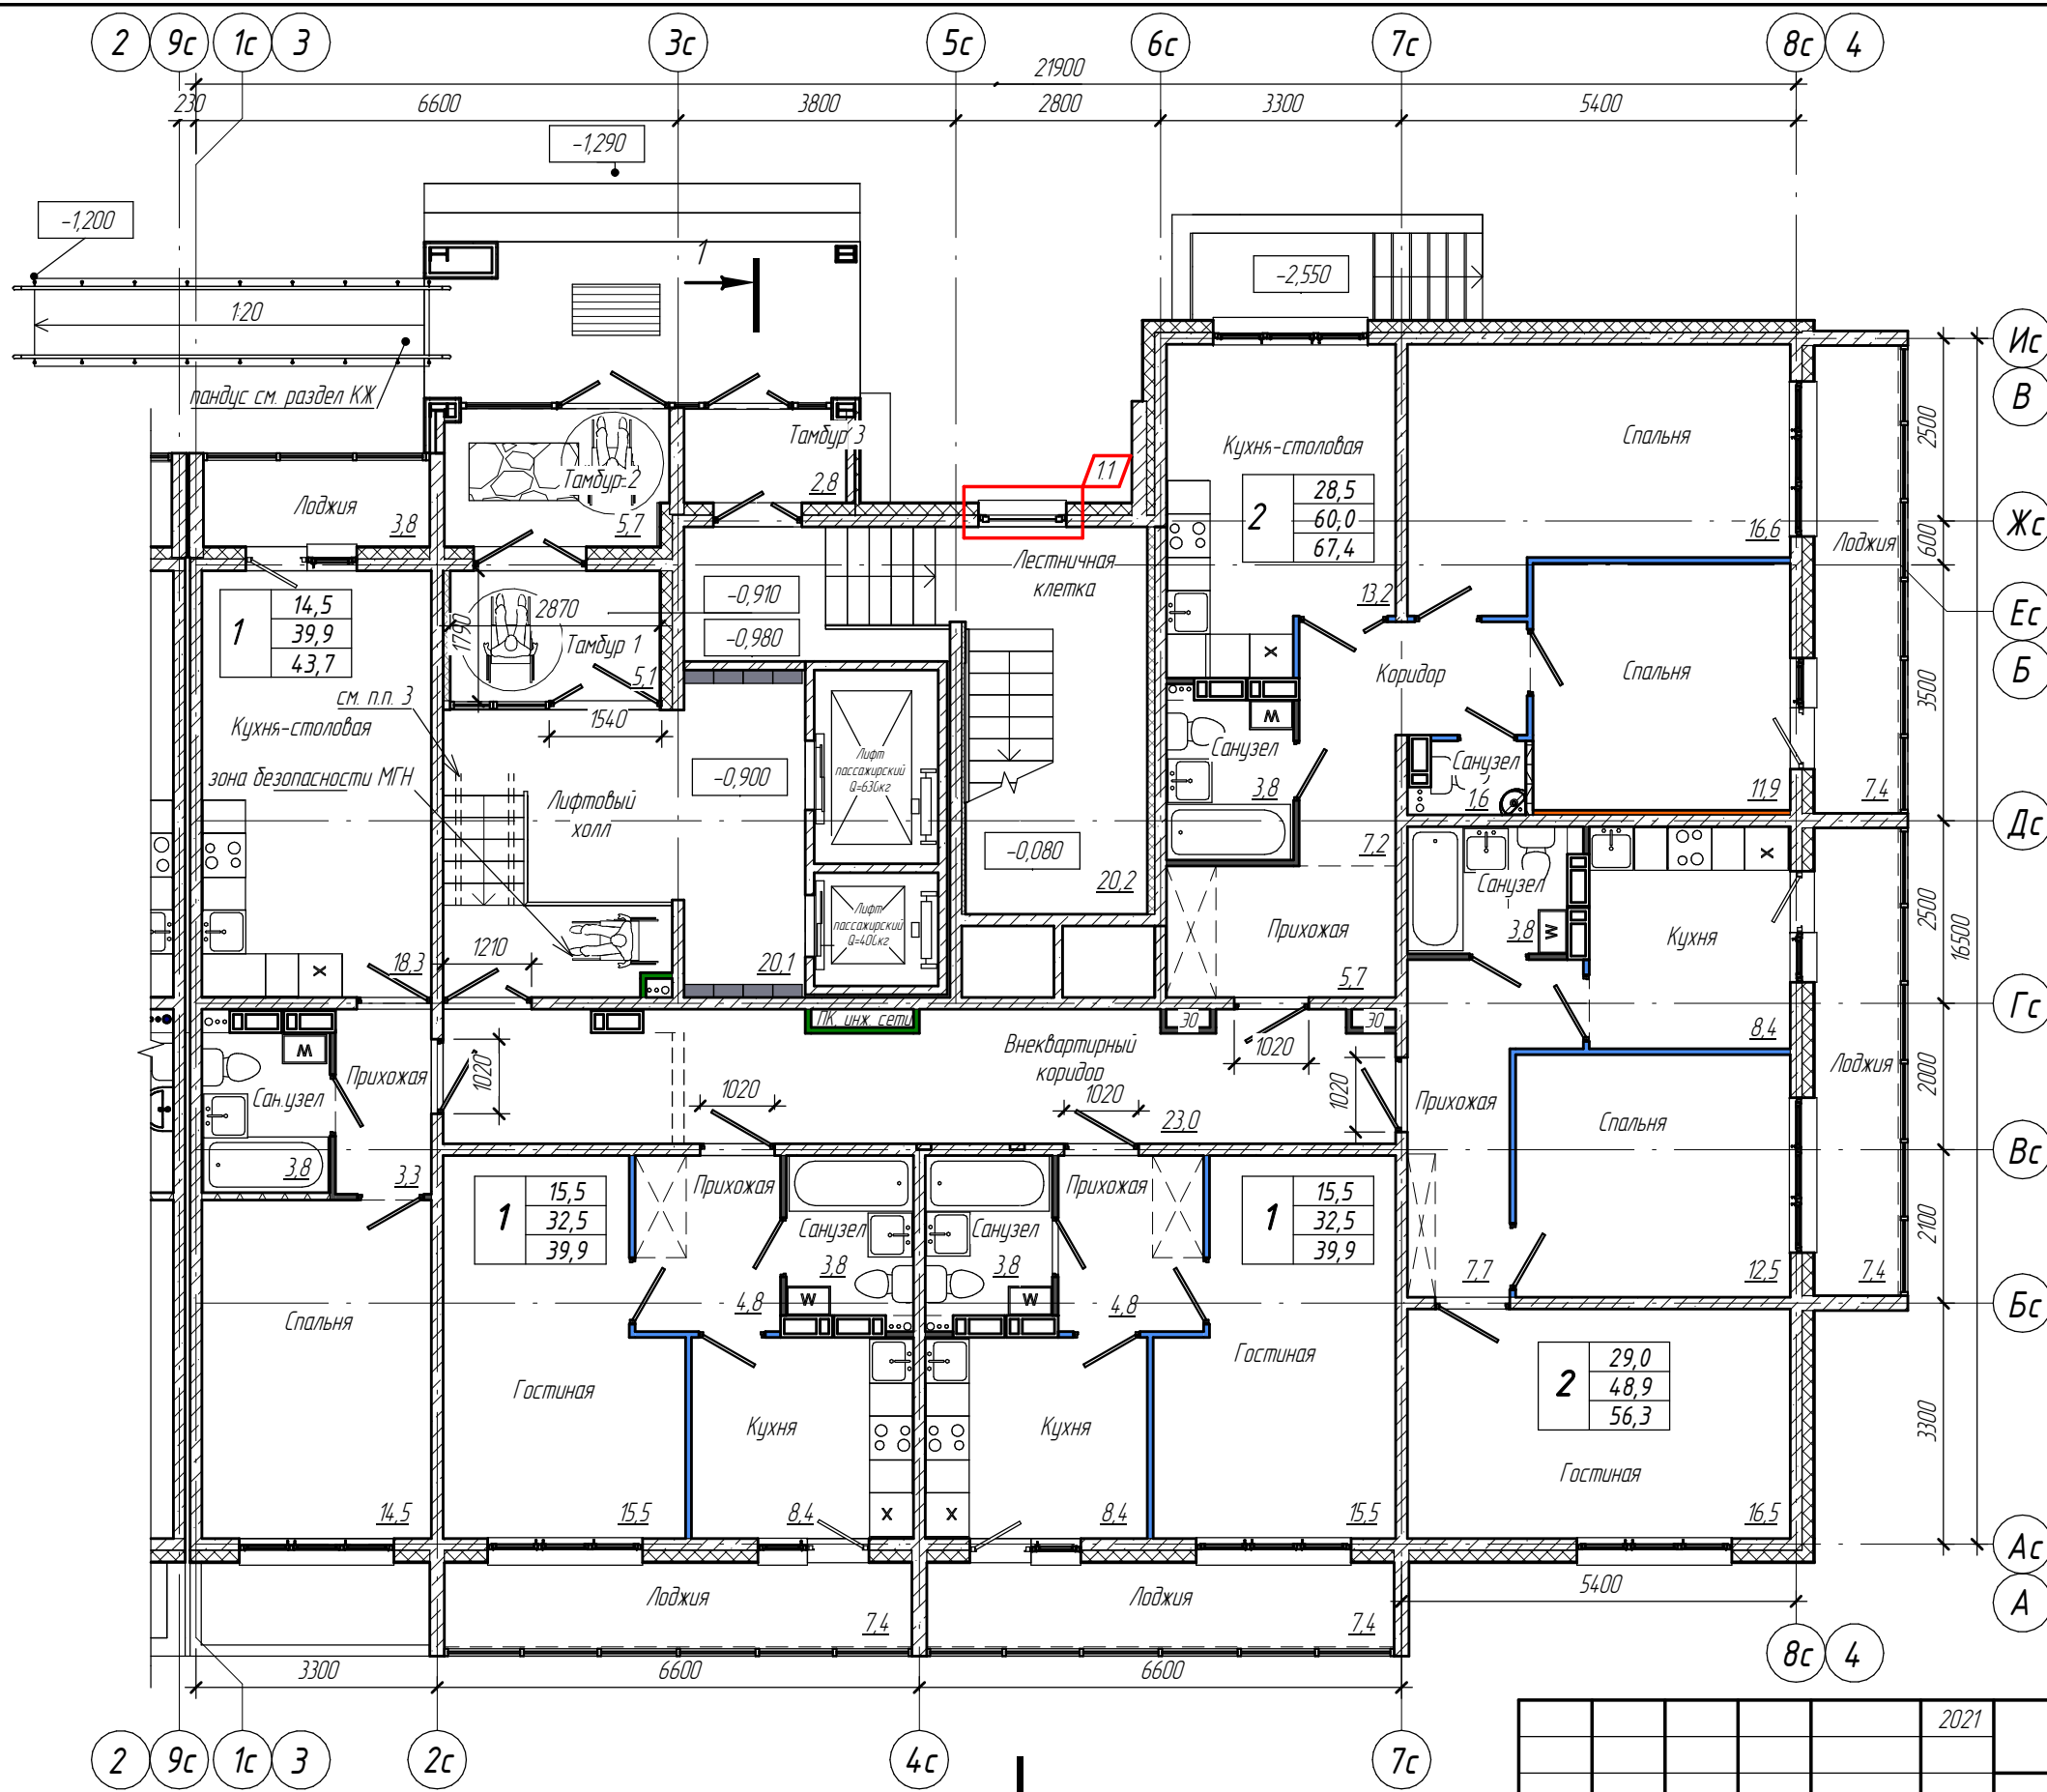 2 9с 1с 3 3с 5с 6с 7с 8с 4
21900
230 6600 3800 2800 3300 5400
-1,290
-1,200
1
-2,550
1:20
пандус см. раздел КЖ
Ис
В
2500
Тамбур 3
2,8
1.1
Кухня-столовая
Спальня
Тамбур 2
5,7
Лоджия
3,8
2 28,5
60,0
67,4
16,6
Лоджия
600
Жс
Лестничная
клетка
-0,910
-0,980
13,2
1 14,5
39,9
43,7
2870
1790
Тамбур 1
5,1
Ес
Б
Коридор
Спальня
3500
см. п.п. 3
1540
Кухня-столовая
зона безопасности МГН
W
Санузел
3,8
Санузел
1,6
11,9
7,4
-0,900
Лифт
пассажирский
Q=630кг
Лифтовый
холл
Дс
-0,080
7,2
20,2
X
X
Лифт
пассажирский
Q=400кг
Санузел
3,8
W
Прихожая
Кухня
2500
16500
1210
18,3
X
20,1
5,7
8,4
Гс
ПК, инж. сети
ЭО
ЭО
W
Прихожая
1020
Внеквартирный
коридор
1020
1020
1020
1020
23,0
Лоджия
2000
Сан.узел
3,8
3,3
Прихожая
Спальня
Вс
1 15,5
32,5
39,9
Прихожая
Санузел
3,8
4,8
W
Прихожая
Санузел
3,8
4,8
W
1 15,5
32,5
39,9
7,7
12,5
7,4
2100
Бс
Спальня
Гостиная
Кухня
Кухня
Гостиная
2 29,0
48,9
56,3
3300
Гостиная
14,5
15,5
8,4
X
X
8,4
15,5
16,5
Ас
А
Лоджия
7,4
Лоджия
7,4
5400
3300 6600 6600
8с 4
2021
2 9с 1с 3 2с 4с 7с